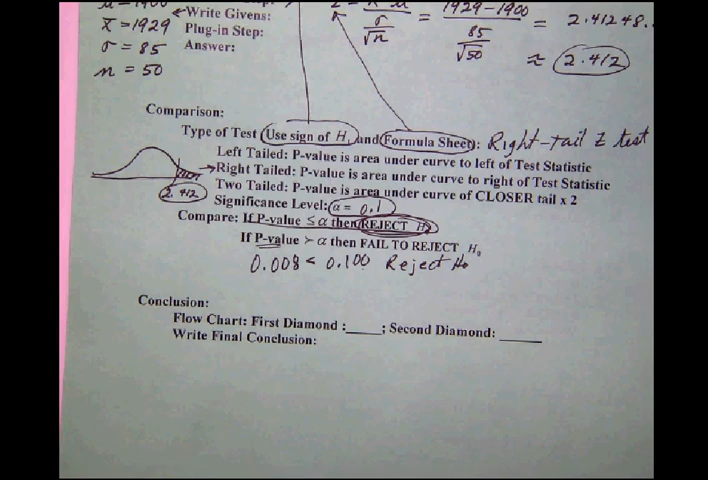 μ = 1900 ←Write Givens: = 1929-1900 = 2.41248..
x̄ = 1929 Plug-in Step: σ/√n 85/√50
σ = 85 Answer: ≈ 2.412
n = 50
Comparison:
Type of Test (Use sign of H₁ and Formula Sheet): Right-tail Z test
Left Tailed: P-value is area under curve to left of Test Statistic
→Right Tailed: P-value is area under curve to right of Test Statistic
2.412 Two Tailed: P-value is area under curve of CLOSER tail x 2
Significance Level: α = 0.1
Compare: If P-value ≤ α then REJECT H₀
If P-value > α then FAIL TO REJECT H₀
0.008 < 0.100 Reject H₀
Conclusion:
Flow Chart: First Diamond :_____; Second Diamond: ______
Write Final Conclusion: